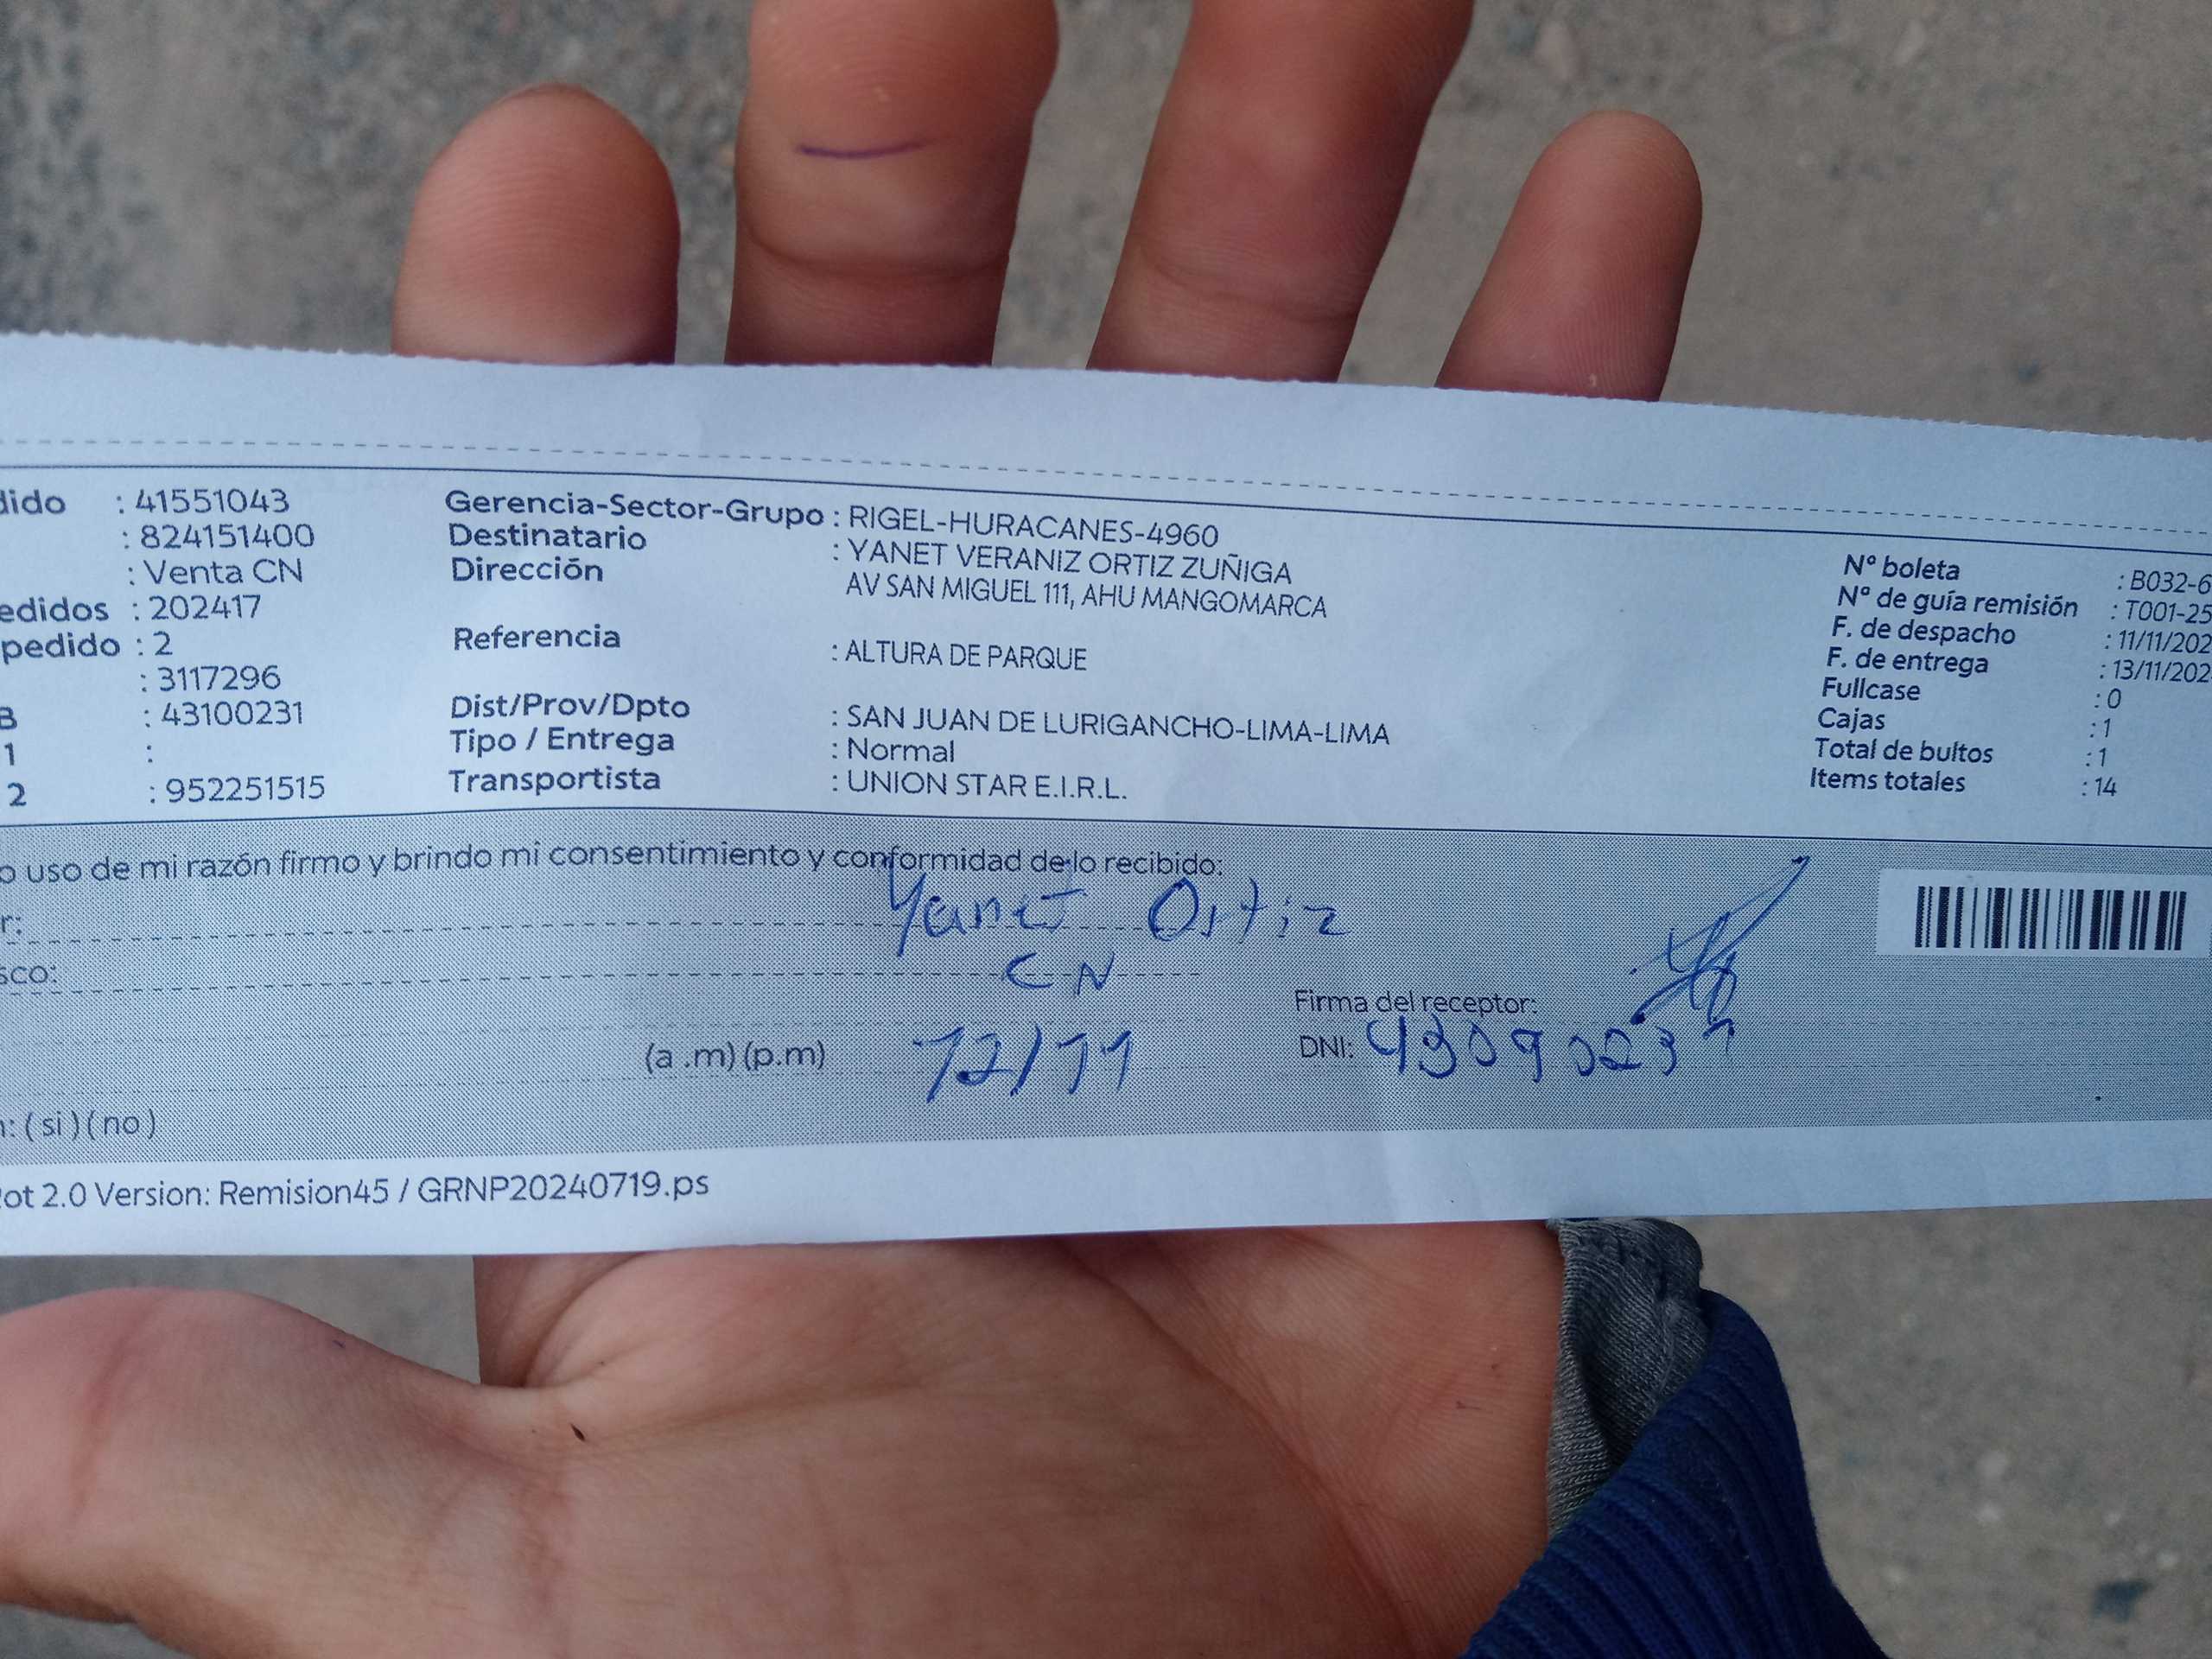 dido : 41551043
: 824151400
: Venta CN
edidos : 202417
pedido : 2
: 3117296
B : 43100231
1 :
2 : 952251515
Gerencia-Sector-Grupo : RIGEL-HURACANES-4960
Destinatario : YANET VERANIZ ORTIZ ZUÑIGA
Dirección AV SAN MIGUEL 111, AHU MANGOMARCA
Referencia : ALTURA DE PARQUE
Dist/Prov/Dpto : SAN JUAN DE LURIGANCHO-LIMA-LIMA
Tipo / Entrega : Normal
Transportista : UNION STAR E.I.R.L.
Nº boleta : B032-6
Nº de guía remisión : T001-25
F. de despacho : 11/11/202
F. de entrega : 13/11/202
Fullcase : 0
Cajas : 1
Total de bultos : 1
Items totales : 14
o uso de mi razón firmo y brindo mi consentimiento y conformidad de lo recibido:
r: Yanet Ortiz
sco: CN
Firma del receptor:
(a .m) (p.m) 12/11
DNI:
n: ( si ) ( no )
ot 2.0 Version: Remision45 / GRNP20240719.ps